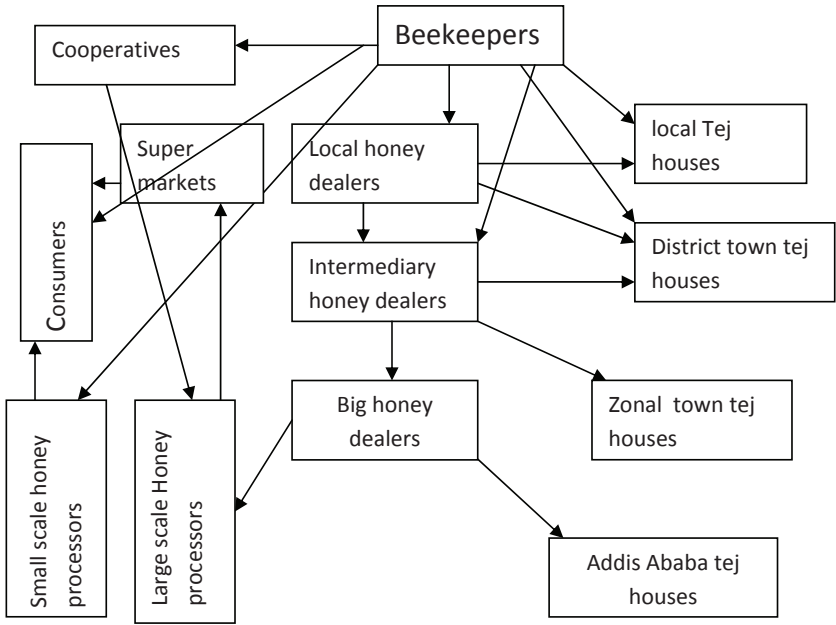 Beekeepers
Cooperatives
Super
markets
Local honey
dealers
local Tej
houses
Consumers
District town tej
houses
Intermediary
honey dealers
Big honey
dealers
Zonal town tej
houses
Small scale honey
processors
Large scale Honey
processors
Addis Ababa tej
houses